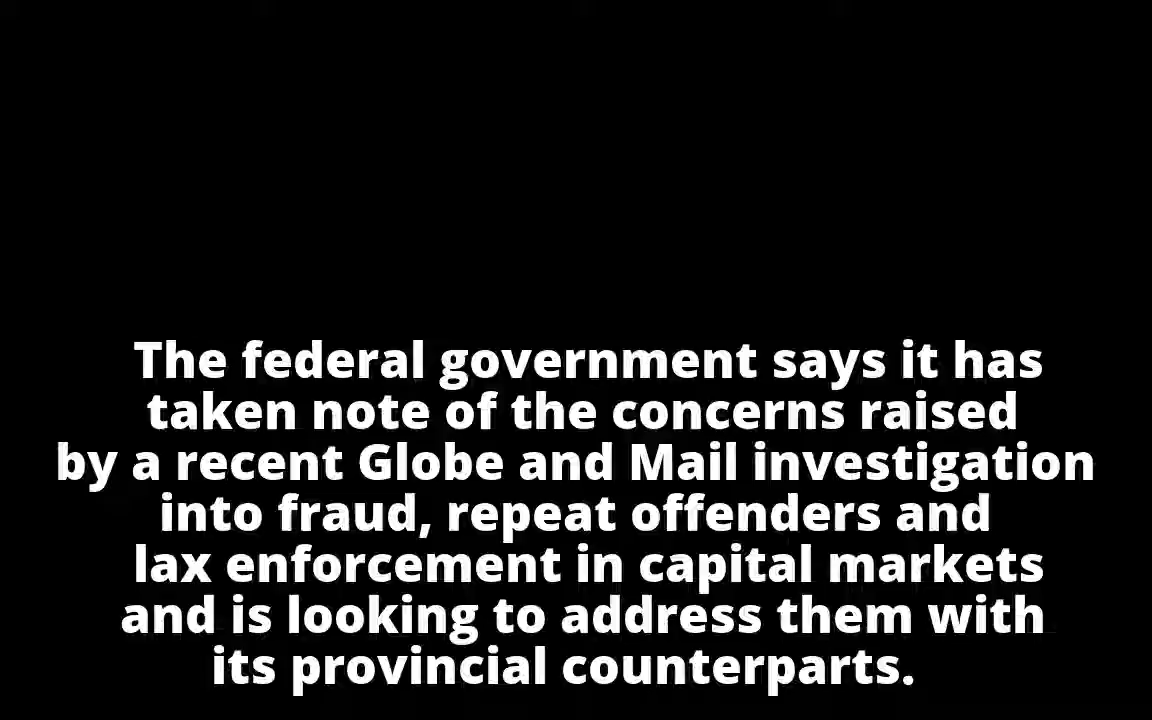 The federal government says it has
taken note of the concerns raised
by a recent Globe and Mail investigation
into fraud, repeat offenders and
lax enforcement in capital markets
and is looking to address them with
its provincial counterparts.